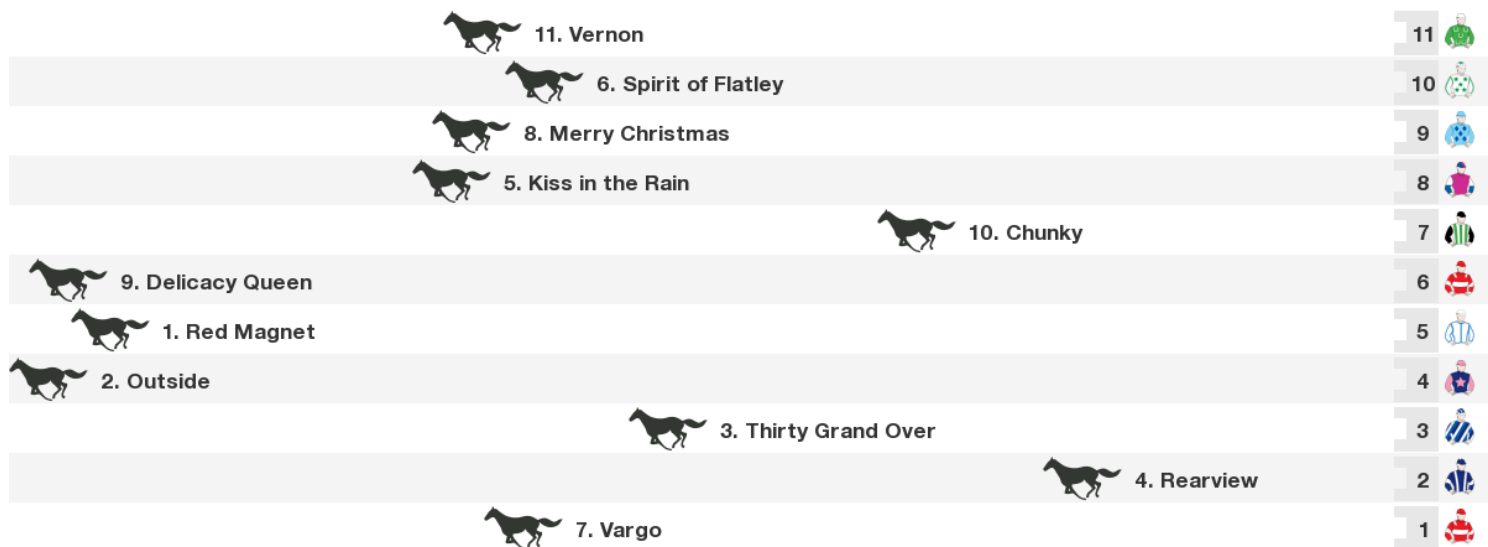 11. Vernon 11
6. Spirit of Flatley 10
8. Merry Christmas 9
5. Kiss in the Rain 8
10. Chunky 7
9. Delicacy Queen 6
1. Red Magnet 5
2. Outside 4
3. Thirty Grand Over 3
4. Rearview 2
7. Vargo 1